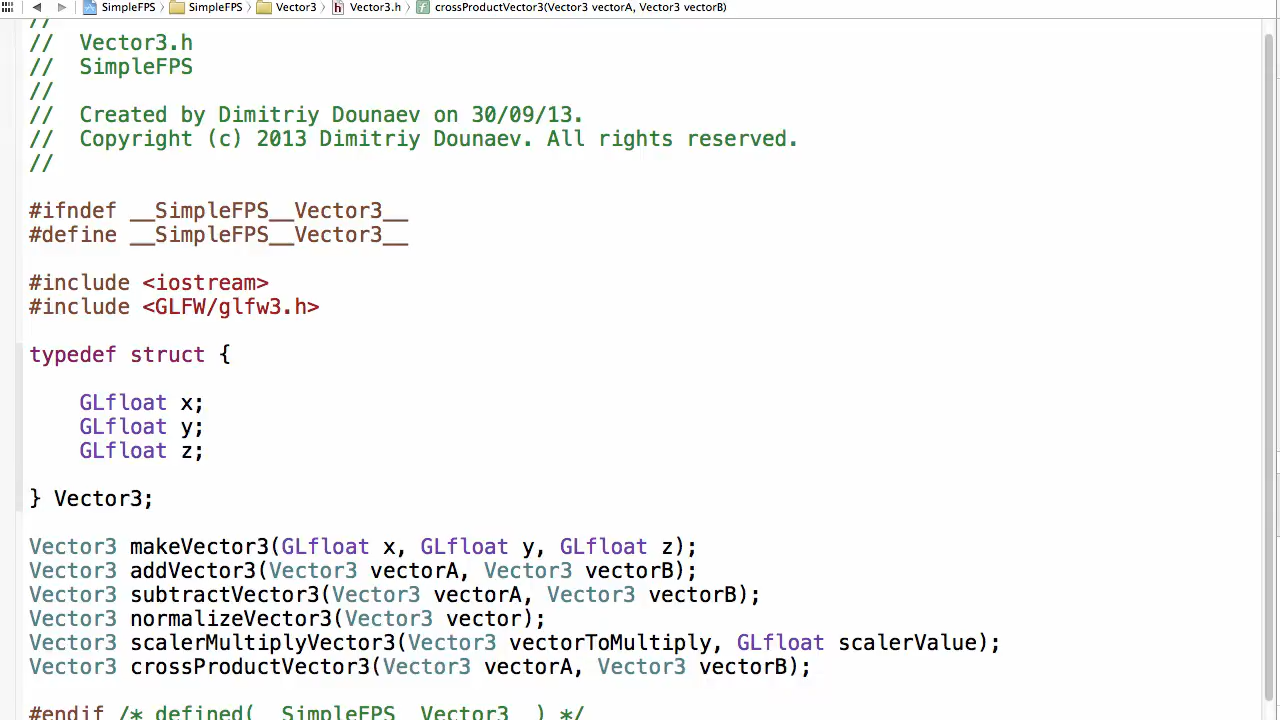 SimpleFPS SimpleFPS Vector3 Vector3.h crossProductVector3(Vector3 vectorA, Vector3 vectorB)
//
// Vector3.h
// SimpleFPS
//
// Created by Dimitriy Dounaev on 30/09/13.
// Copyright (c) 2013 Dimitriy Dounaev. All rights reserved.
//
#ifndef __SimpleFPS__Vector3__
#define __SimpleFPS__Vector3__
#include <iostream>
#include <GLFW/glfw3.h>
typedef struct {
GLfloat x;
GLfloat y;
GLfloat z;
} Vector3;
Vector3 makeVector3(GLfloat x, GLfloat y, GLfloat z);
Vector3 addVector3(Vector3 vectorA, Vector3 vectorB);
Vector3 subtractVector3(Vector3 vectorA, Vector3 vectorB);
Vector3 normalizeVector3(Vector3 vector);
Vector3 scalerMultiplyVector3(Vector3 vectorToMultiply, GLfloat scalerValue);
Vector3 crossProductVector3(Vector3 vectorA, Vector3 vectorB);
#endif /* defined(__SimpleFPS__Vector3__) */